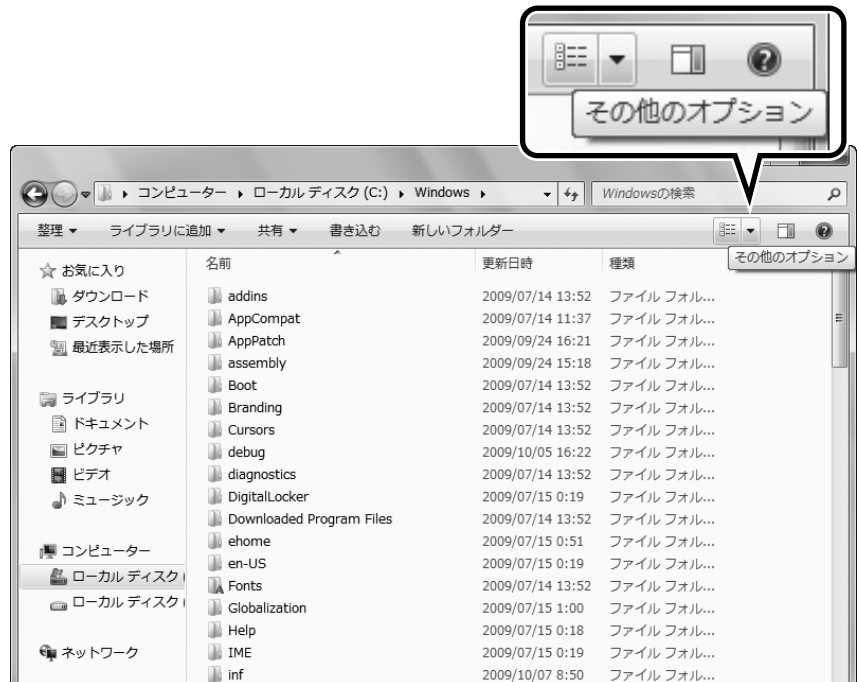 その他のオプション
コンピューター ローカル ディスク (C:) Windows Windowsの検索
整理 ライブラリに追加 共有 書き込む 新しいフォルダー
その他のオプション
名前 更新日時 種類
お気に入り
ダウンロード
デスクトップ
最近表示した場所
ライブラリ
ドキュメント
ピクチャ
ビデオ
ミュージック
コンピューター
ローカル ディスク (
ローカル ディスク (
ネットワーク
addins 2009/07/14 13:52 ファイル フォル...
AppCompat 2009/07/14 11:37 ファイル フォル...
AppPatch 2009/09/24 16:21 ファイル フォル...
assembly 2009/09/24 15:18 ファイル フォル...
Boot 2009/07/14 13:52 ファイル フォル...
Branding 2009/07/14 13:52 ファイル フォル...
Cursors 2009/07/14 13:52 ファイル フォル...
debug 2009/10/05 16:22 ファイル フォル...
diagnostics 2009/07/14 13:52 ファイル フォル...
DigitalLocker 2009/07/15 0:19 ファイル フォル...
Downloaded Program Files 2009/07/14 13:52 ファイル フォル...
ehome 2009/07/15 0:51 ファイル フォル...
en-US 2009/07/15 0:19 ファイル フォル...
Fonts 2009/07/14 13:52 ファイル フォル...
Globalization 2009/07/15 1:00 ファイル フォル...
Help 2009/07/15 0:18 ファイル フォル...
IME 2009/07/15 0:19 ファイル フォル...
inf 2009/10/07 8:50 ファイル フォル...